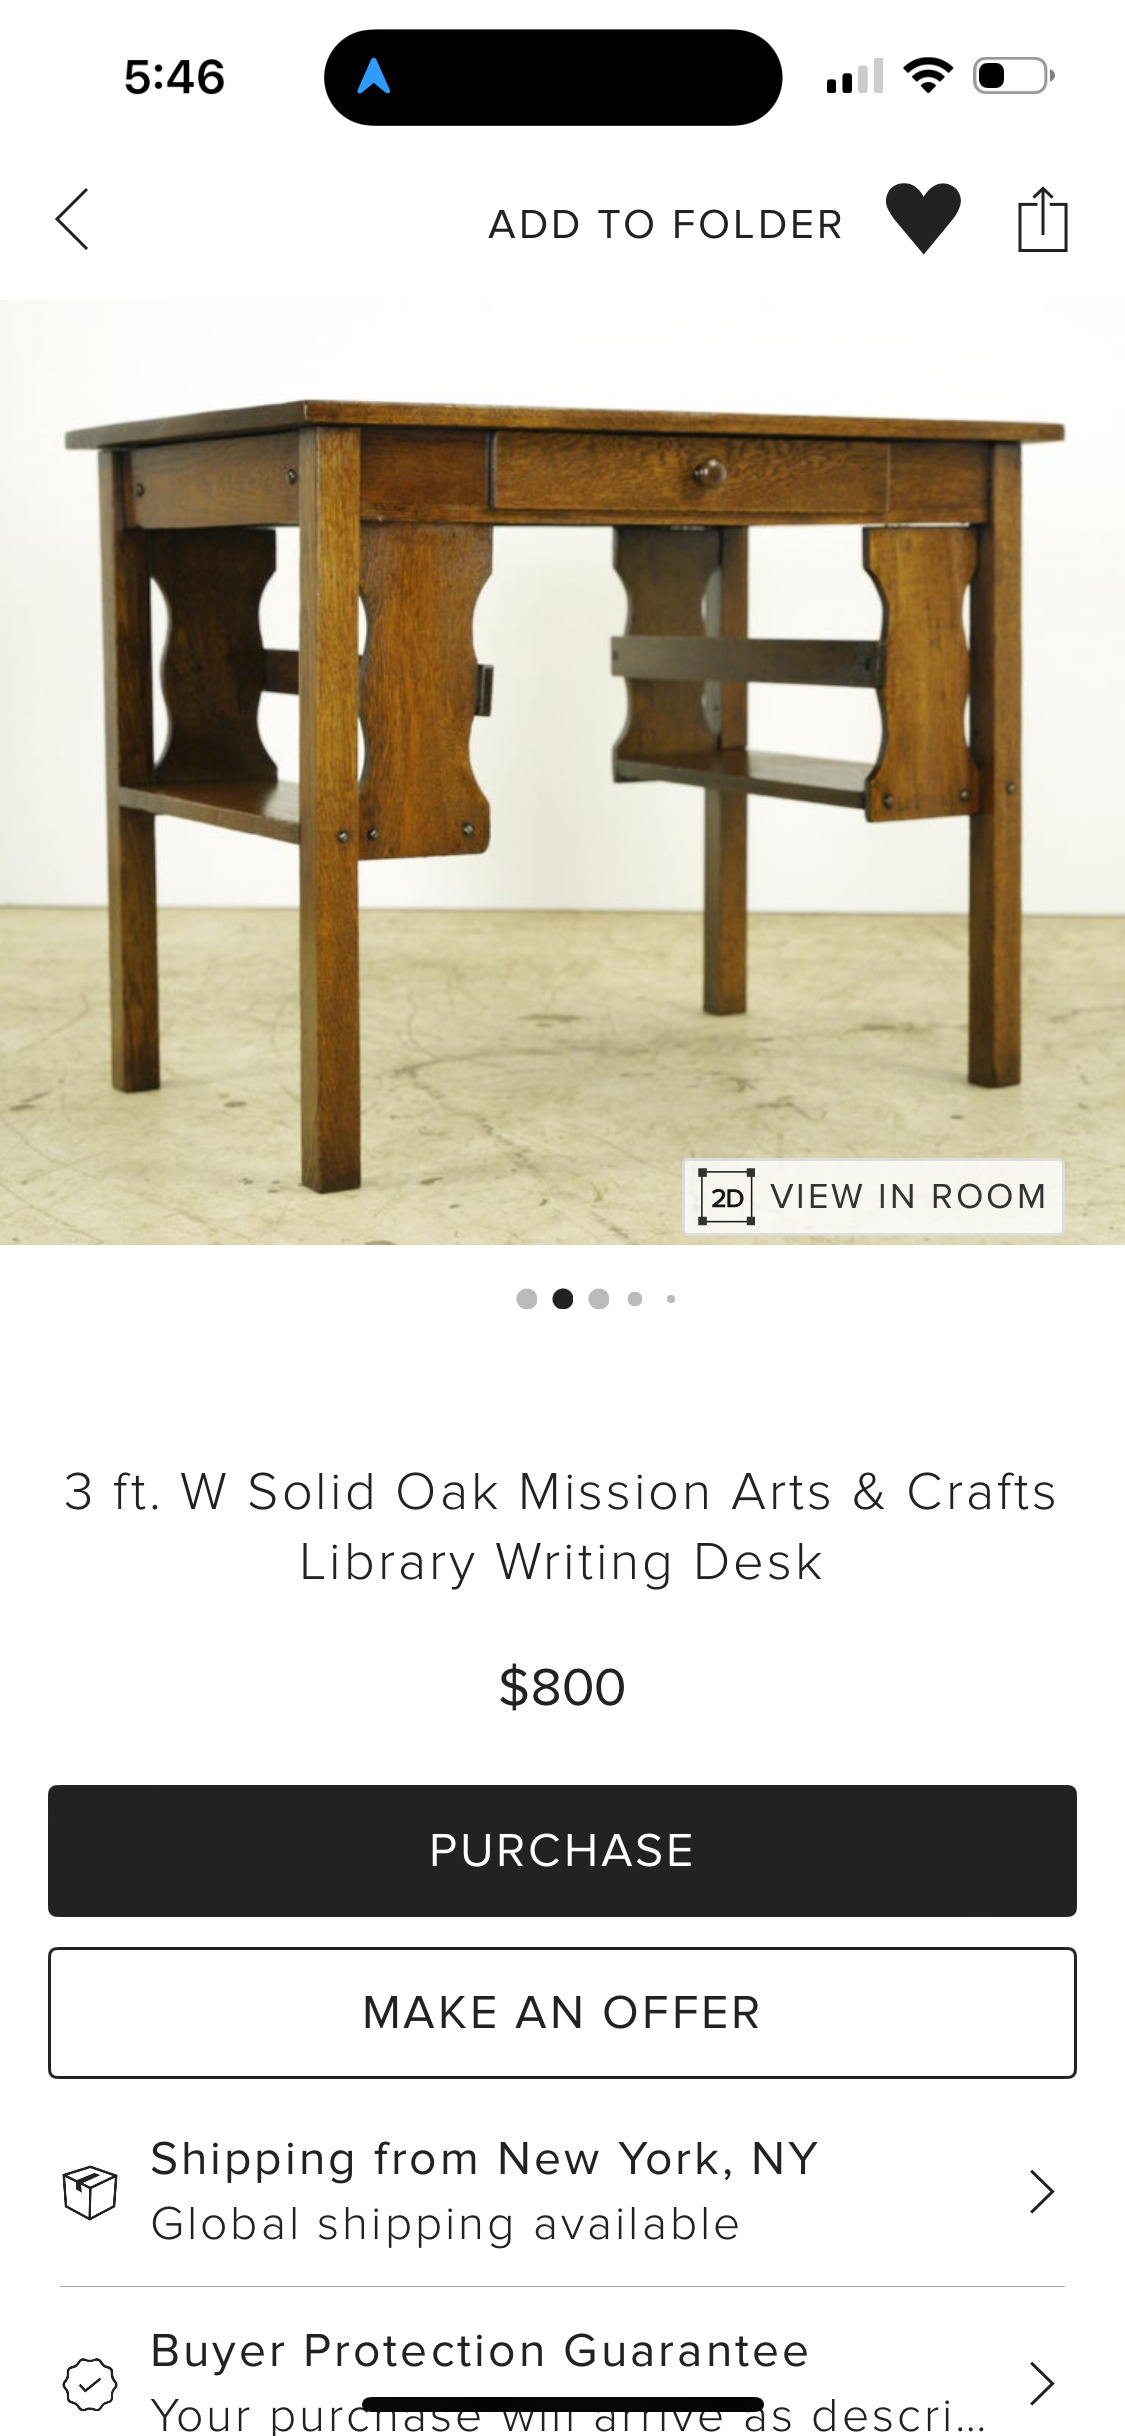 5:46
ADD TO FOLDER
2D VIEW IN ROOM
3 ft. W Solid Oak Mission Arts & Crafts
Library Writing Desk
$800
PURCHASE
MAKE AN OFFER
Shipping from New York, NY
Global shipping available
Buyer Protection Guarantee
Your purchase will arrive as descri...